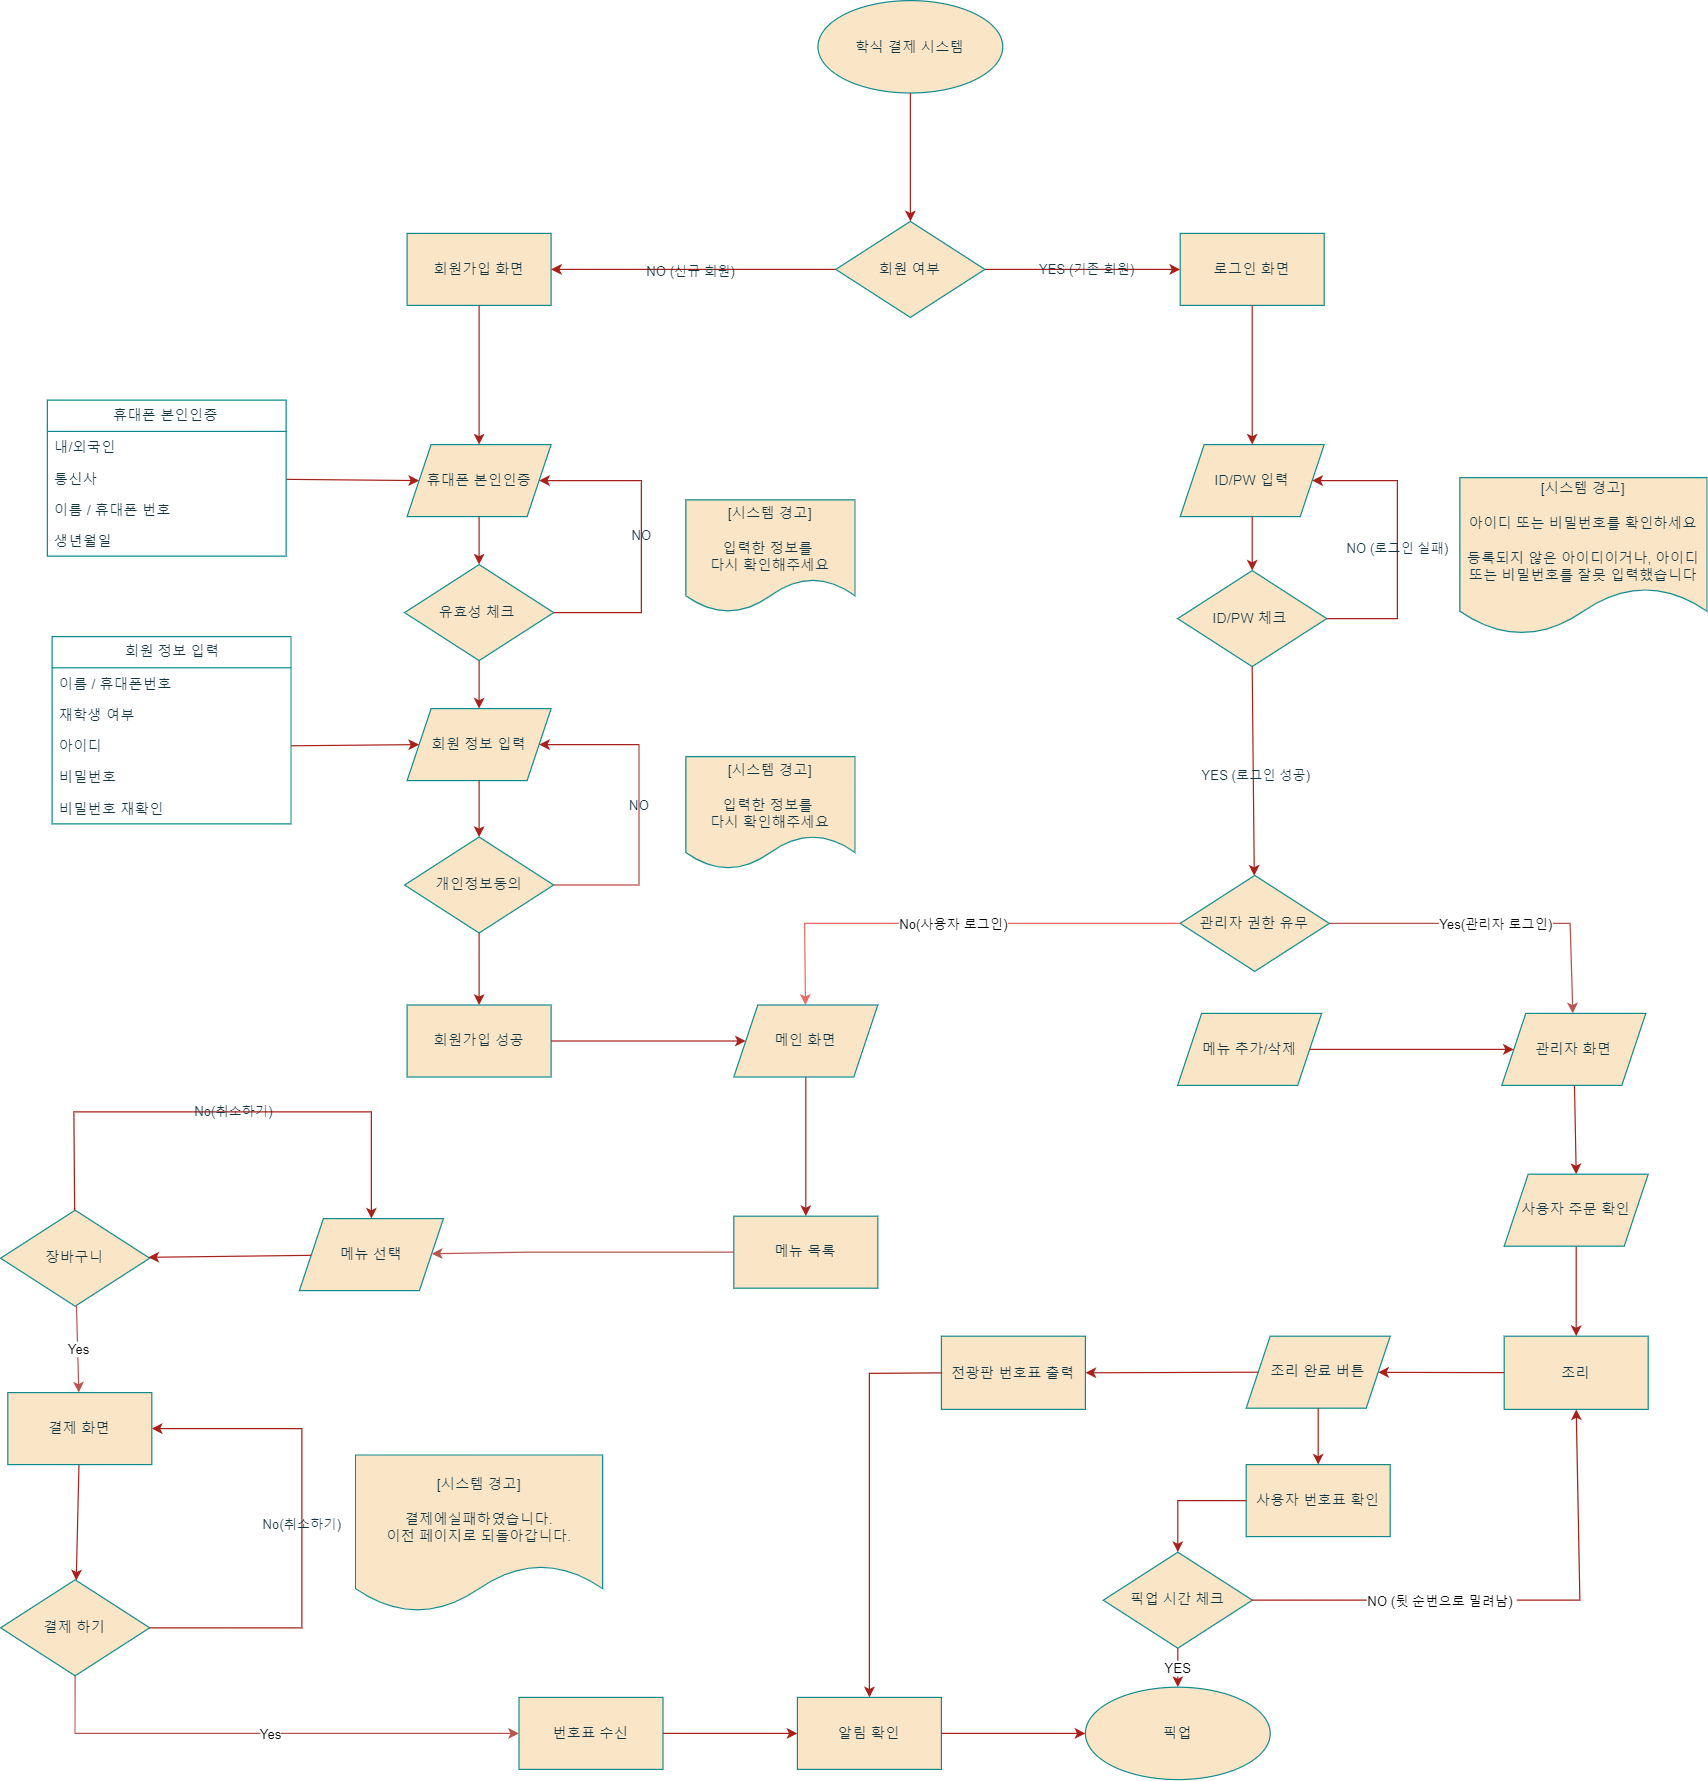 학식 결제 시스템
회원가입 화면
NO (신규 회원)
회원 여부
YES (기존 회원)
로그인 화면
휴대폰 본인인증
내/외국인
통신사
이름 / 휴대폰 번호
생년월일
휴대폰 본인인증
NO
[시스템 경고]
입력한 정보를
다시 확인해주세요
ID/PW 입력
NO (로그인 실패)
[시스템 경고]
아이디 또는 비밀번호를 확인하세요
등록되지 않은 아이디이거나, 아이디
또는 비밀번호를 잘못 입력했습니다
유효성 체크
ID/PW 체크
회원 정보 입력
이름 / 휴대폰번호
재학생 여부
아이디
비밀번호
비밀번호 재확인
회원 정보 입력
NO
[시스템 경고]
입력한 정보를
다시 확인해주세요
YES (로그인 성공)
개인정보동의
No(사용자 로그인)
관리자 권한 유무
Yes(관리자 로그인)
회원가입 성공
메인 화면
메뉴 추가/삭제
관리자 화면
No(취소하기)
사용자 주문 확인
장바구니
메뉴 선택
메뉴 목록
Yes
전광판 번호표 출력
조리 완료 버튼
조리
결제 화면
No(취소하기)
[시스템 경고]
결제에실패하였습니다.
이전 페이지로 되돌아갑니다.
사용자 번호표 확인
픽업 시간 체크
NO (뒷 순번으로 밀려남)
결제 하기
YES
Yes
번호표 수신
알림 확인
픽업